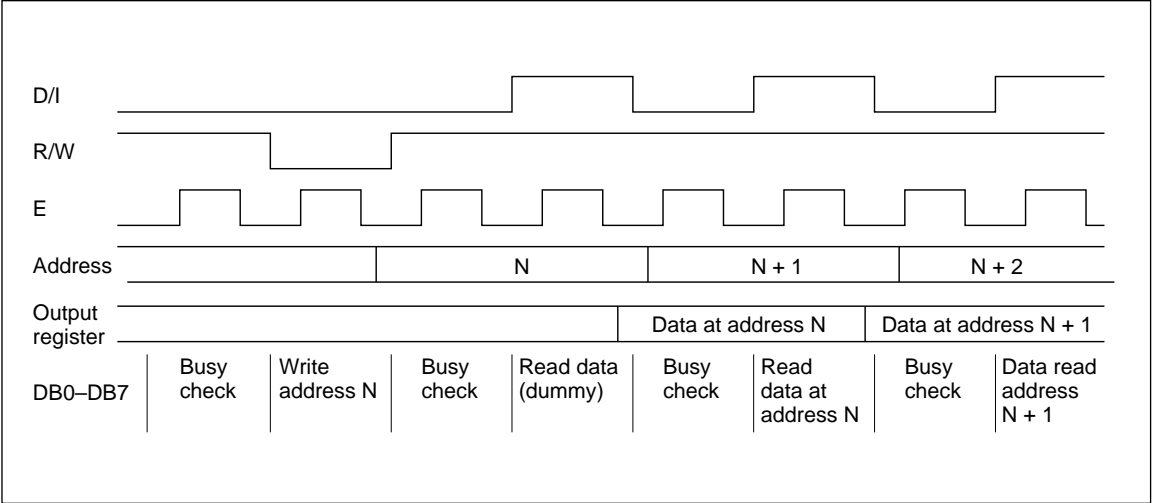 D/I
R/W
E
Address
N
N + 1
N + 2
Output
register
Data at address N
Data at address N + 1
DB0–DB7
Busy
check
Write
address N
Busy
check
Read data
(dummy)
Busy
check
Read
data at
address N
Busy
check
Data read
address
N + 1